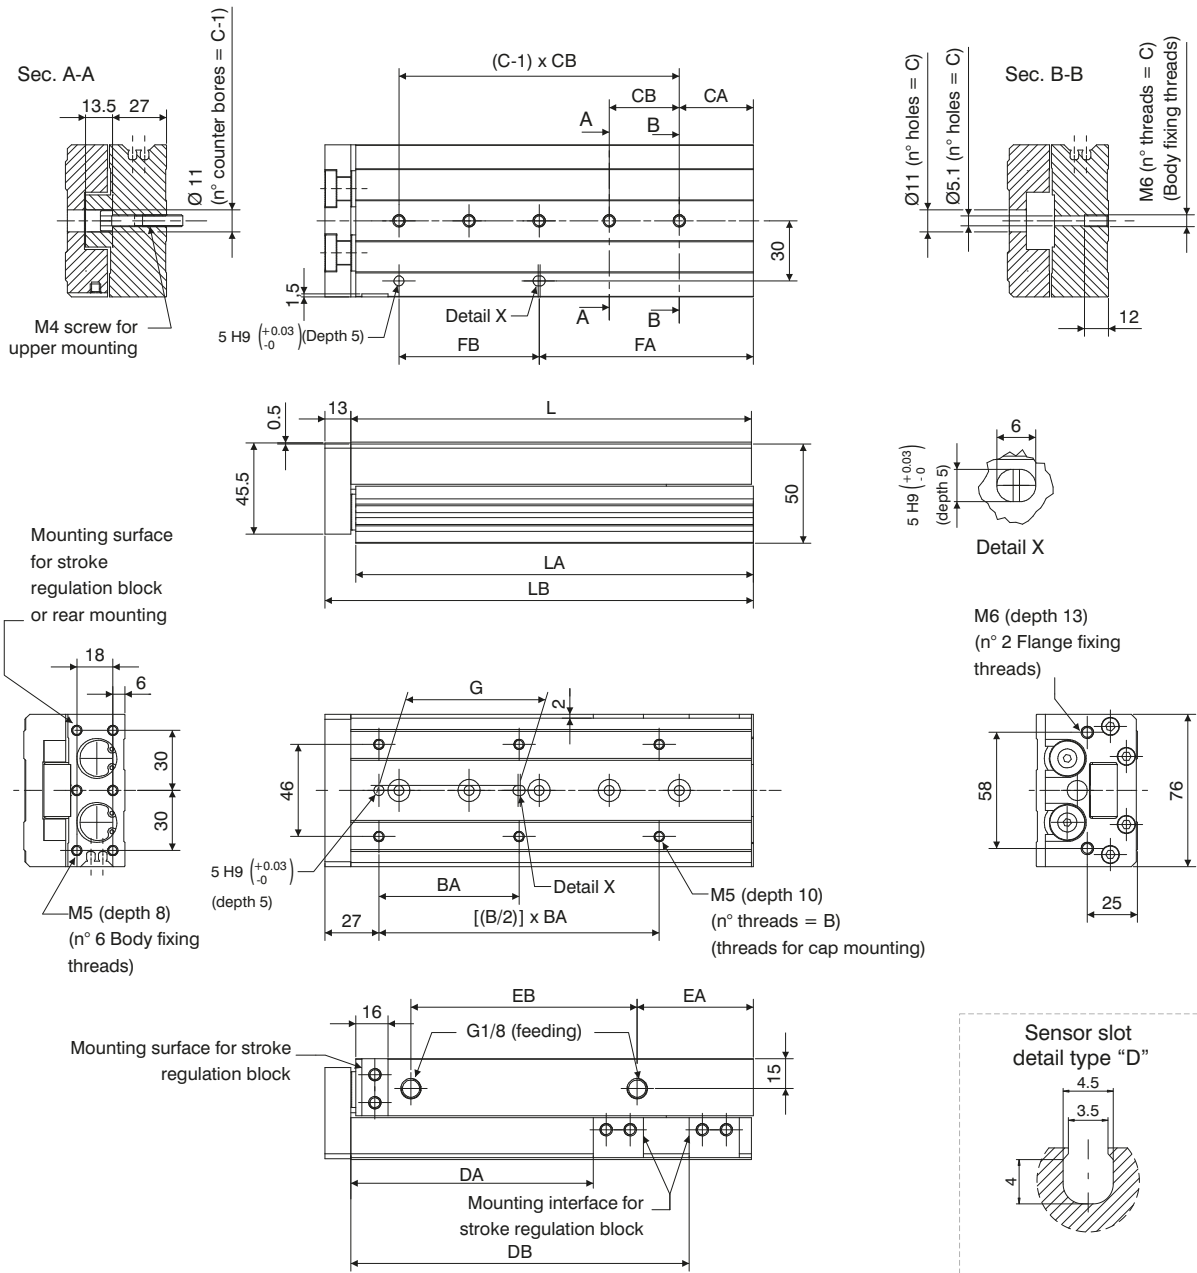 Sec. A-A
13.5
27
Ø 11
(n° counter bores = C-1)
M4 screw for
upper mounting
(C-1) x CB
CB
CA
A
B
30
1,5
Detail X
A
B
5 H9 (+0.03 -0) (Depth 5)
FB
FA
Sec. B-B
Ø11 (n° holes = C)
Ø5.1 (n° holes = C)
M6 (n° threads = C)
(Body fixing threads)
12
0.5
13
L
45.5
50
LA
LB
6
5 H9 (+0.03 - 0)
(depth 5)
Detail X
Mounting surface
for stroke
regulation block
or rear mounting
18
6
30
30
M5 (depth 8)
(n° 6 Body fixing
threads)
G
2
46
5 H9 (+0.03 -0)
(depth 5)
BA
Detail X
27
[(B/2)] x BA
M5 (depth 10)
(n° threads = B)
(threads for cap mounting)
M6 (depth 13)
(n° 2 Flange fixing
threads)
58
76
25
EB
EA
16
G1/8 (feeding)
15
Mounting surface for stroke
regulation block
DA
Mounting interface for
stroke regulation block
DB
Sensor slot
detail type “D”
4.5
3.5
4